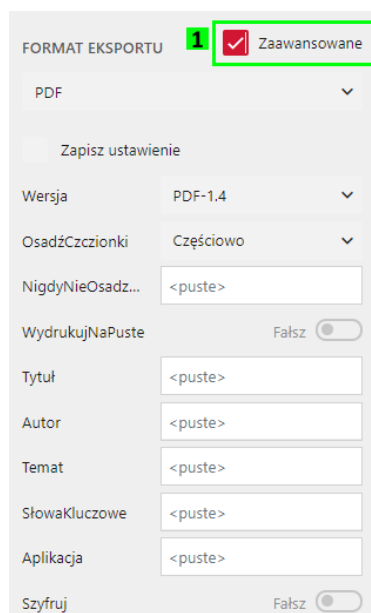 FORMAT EKSPORTU 1 Zaawansowane
PDF
Zapisz ustawienie
Wersja PDF-1.4
OsadźCzcionki Częściowo
NigdyNieOsadz... <puste>
WydrukujNaPuste Fałsz
Tytuł <puste>
Autor <puste>
Temat <puste>
SłowaKluczowe <puste>
Aplikacja <puste>
Szyfruj Fałsz